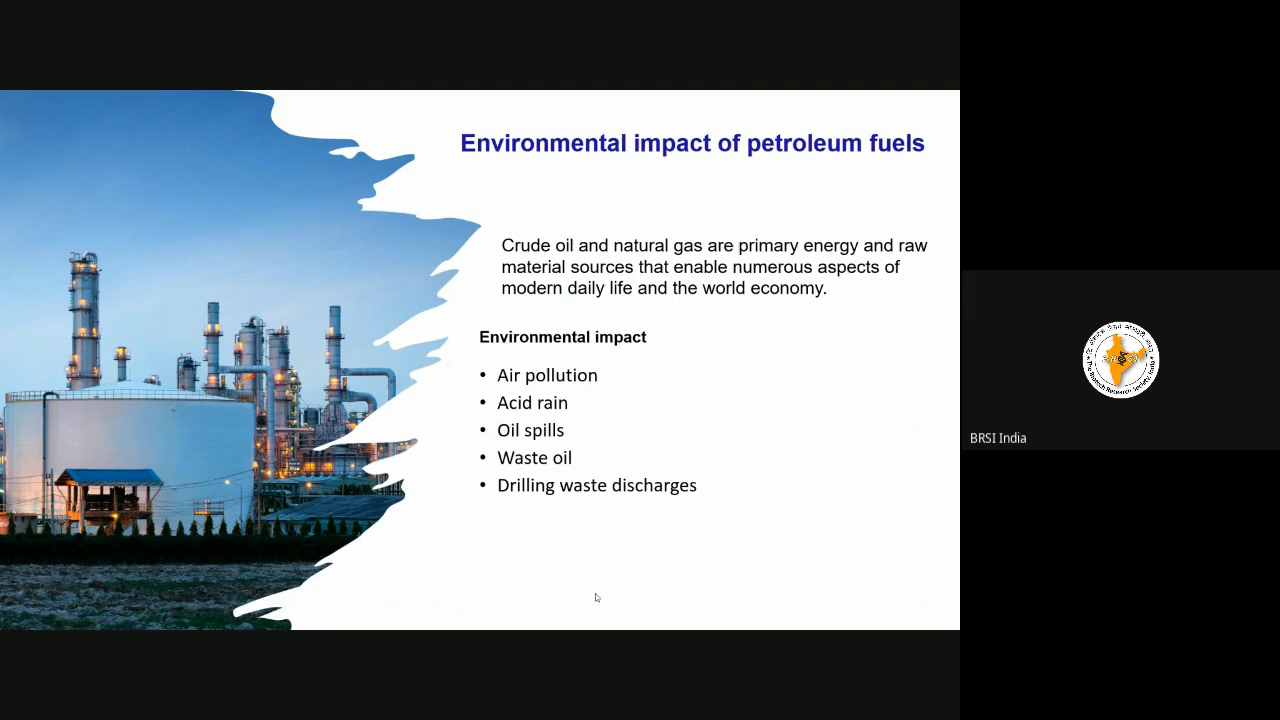 Environmental impact of petroleum fuels
Crude oil and natural gas are primary energy and raw
material sources that enable numerous aspects of
modern daily life and the world economy.
Environmental impact
• Air pollution
• Acid rain
• Oil spills
• Waste oil
• Drilling waste discharges
BRSI India